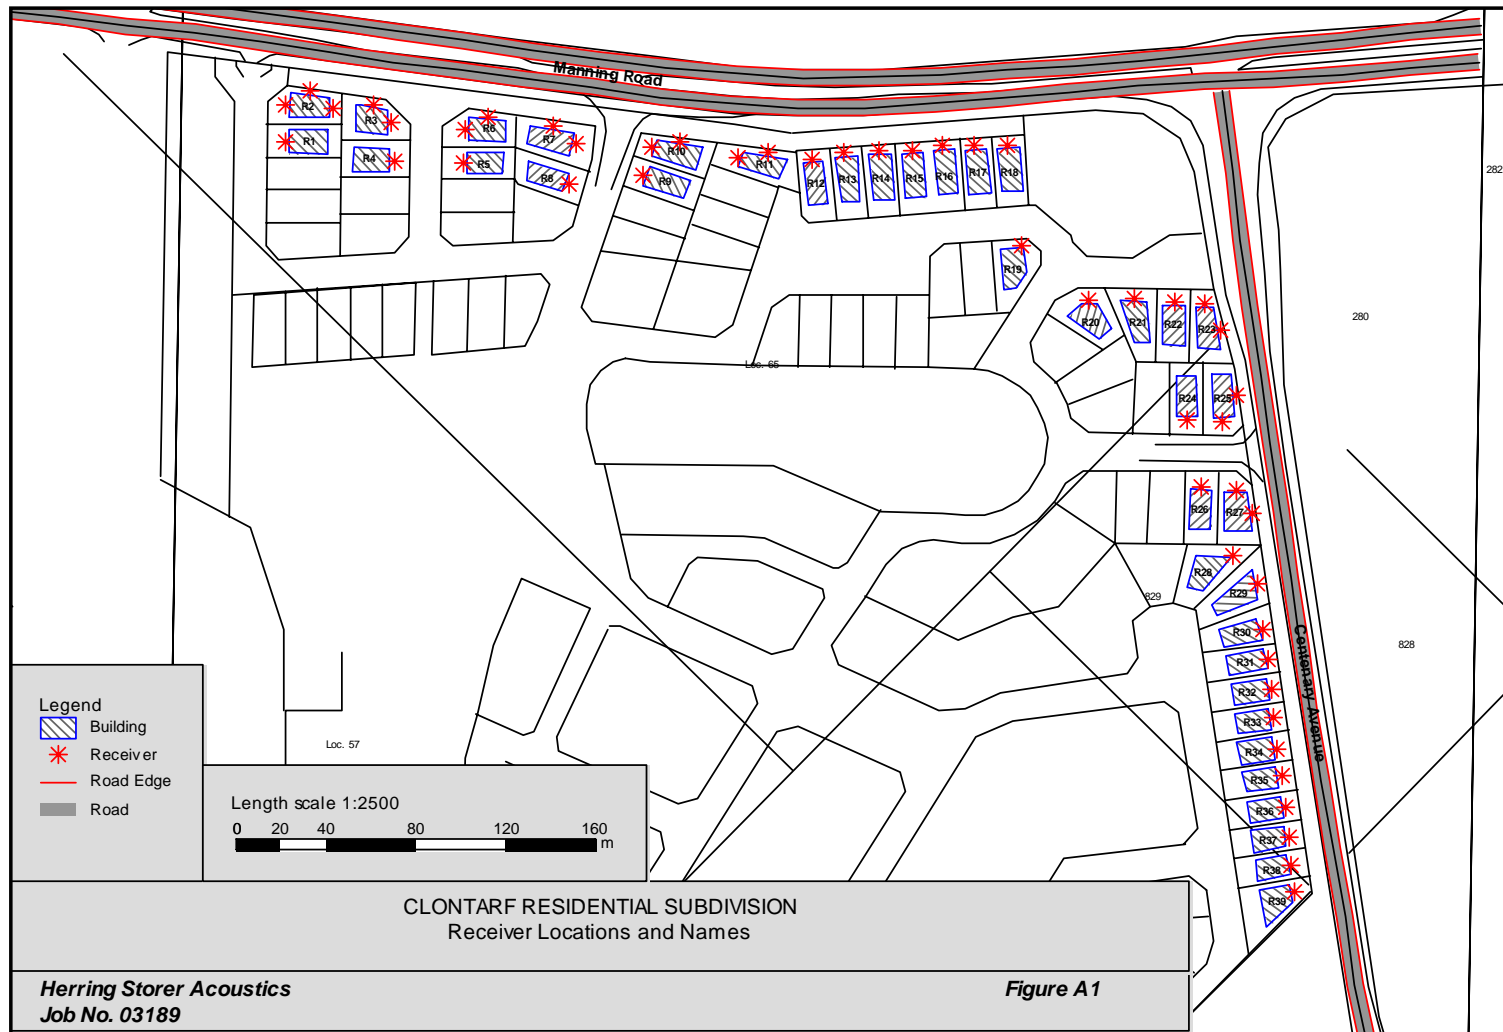 Manning Road
R2
R3
R1
R4
R6
R7
R5
R8
R10
R11
R9
R12
R13
R14
R15
R16
R17
R18
282
R19
280
R20
R21
R22
R23
Loc. 65
R24
R25
R26
R27
R28
R29
829
R30
R31
R32
R33
R34
R35
R36
R37
R38
R39
Centenary Avenue
828
Loc. 57
Legend
Building
Receiver
Road Edge
Road
Length scale 1:2500
0 20 40 80 120 160
m
CLONTARF RESIDENTIAL SUBDIVISION
Receiver Locations and Names
Herring Storer Acoustics
Job No. 03189
Figure A1